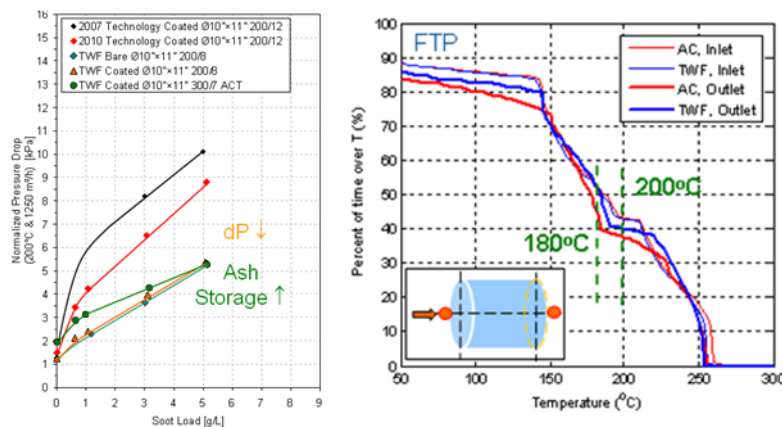 2007 Technology Coated Ø10"×11" 200/12
2010 Technology Coated Ø10"×11" 200/12
TWF Bare Ø10"×11" 200/8
TWF Coated Ø10"×11" 200/8
TWF Coated Ø10"×11" 300/7 ACT
Normalized Pressure Drop [kPa]
(200°C & 1250 m³/h)
16
15
14
13
12
11
10
9
8
7
6
5
4
3
2
1
dP ↓
Ash
Storage ↑
0 1 2 3 4 5 6 7 8 9
Soot Load [g/L]
FTP
AC, Inlet
TWF, Inlet
AC, Outlet
TWF, Outlet
Percent of time over T (%)
100
90
80
70
60
50
40
30
20
10
0
200°C
180°C
50 100 150 200 250 300
Temperature (°C)